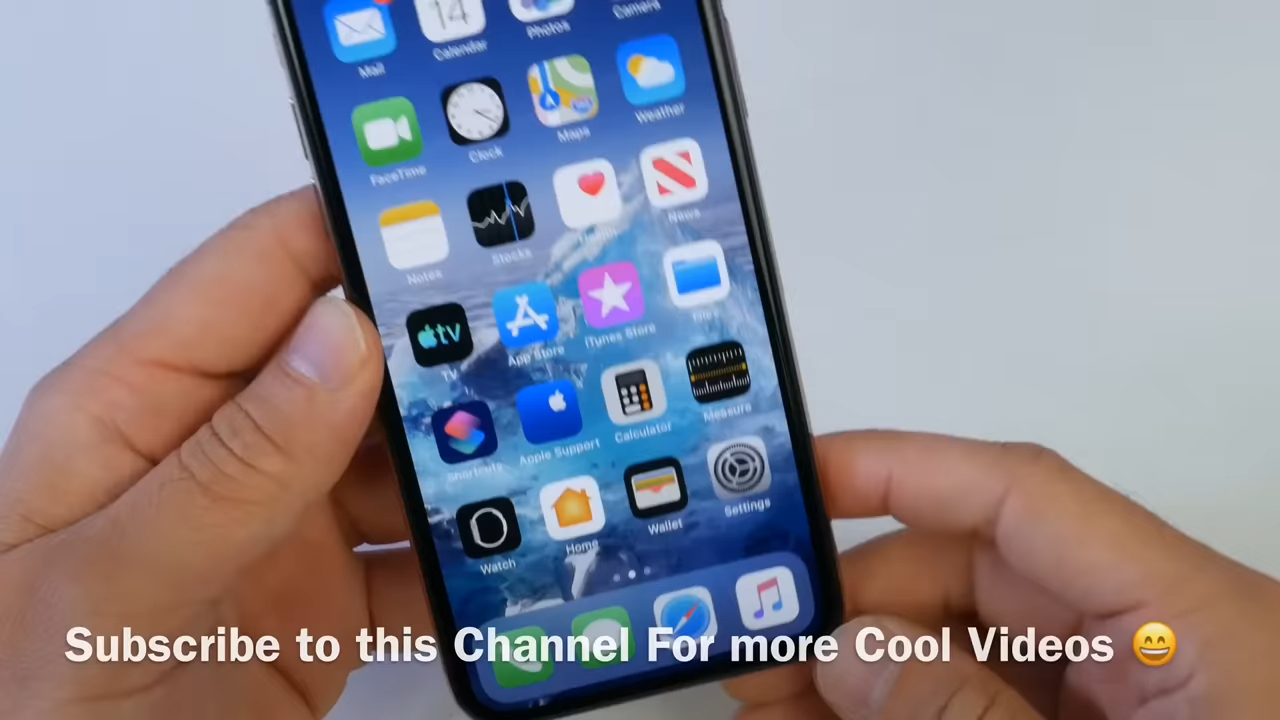 14
Mail
Calendar
Photos
Camera
FaceTime
Clock
Maps
Weather
Notes
Stocks
News
tv
TV
App Store
iTunes Store
Shortcuts
Apple Support
Calculator
Measure
Watch
Home
Wallet
Settings
Subscribe to this Channel For more Cool Videos 😄